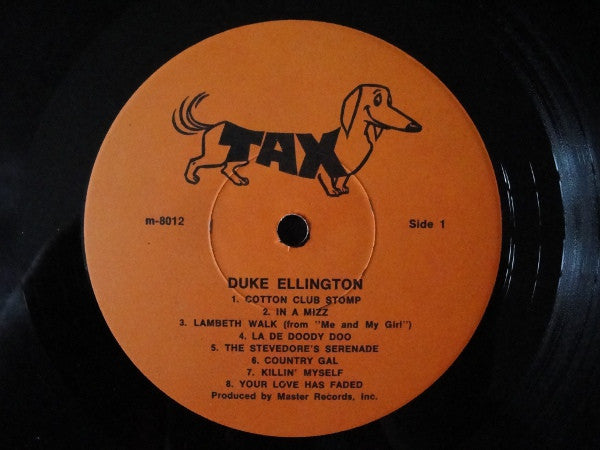 TAX
m-8012
Side 1
DUKE ELLINGTON
1. COTTON CLUB STOMP
2. IN A MIZZ
3. LAMBETH WALK (from "Me and My Girl")
4. LA DE DOODY DOO
5. THE STEVEDORE'S SERENADE
6. COUNTRY GAL
7. KILLIN' MYSELF
8. YOUR LOVE HAS FADED
Produced by Master Records, Inc.